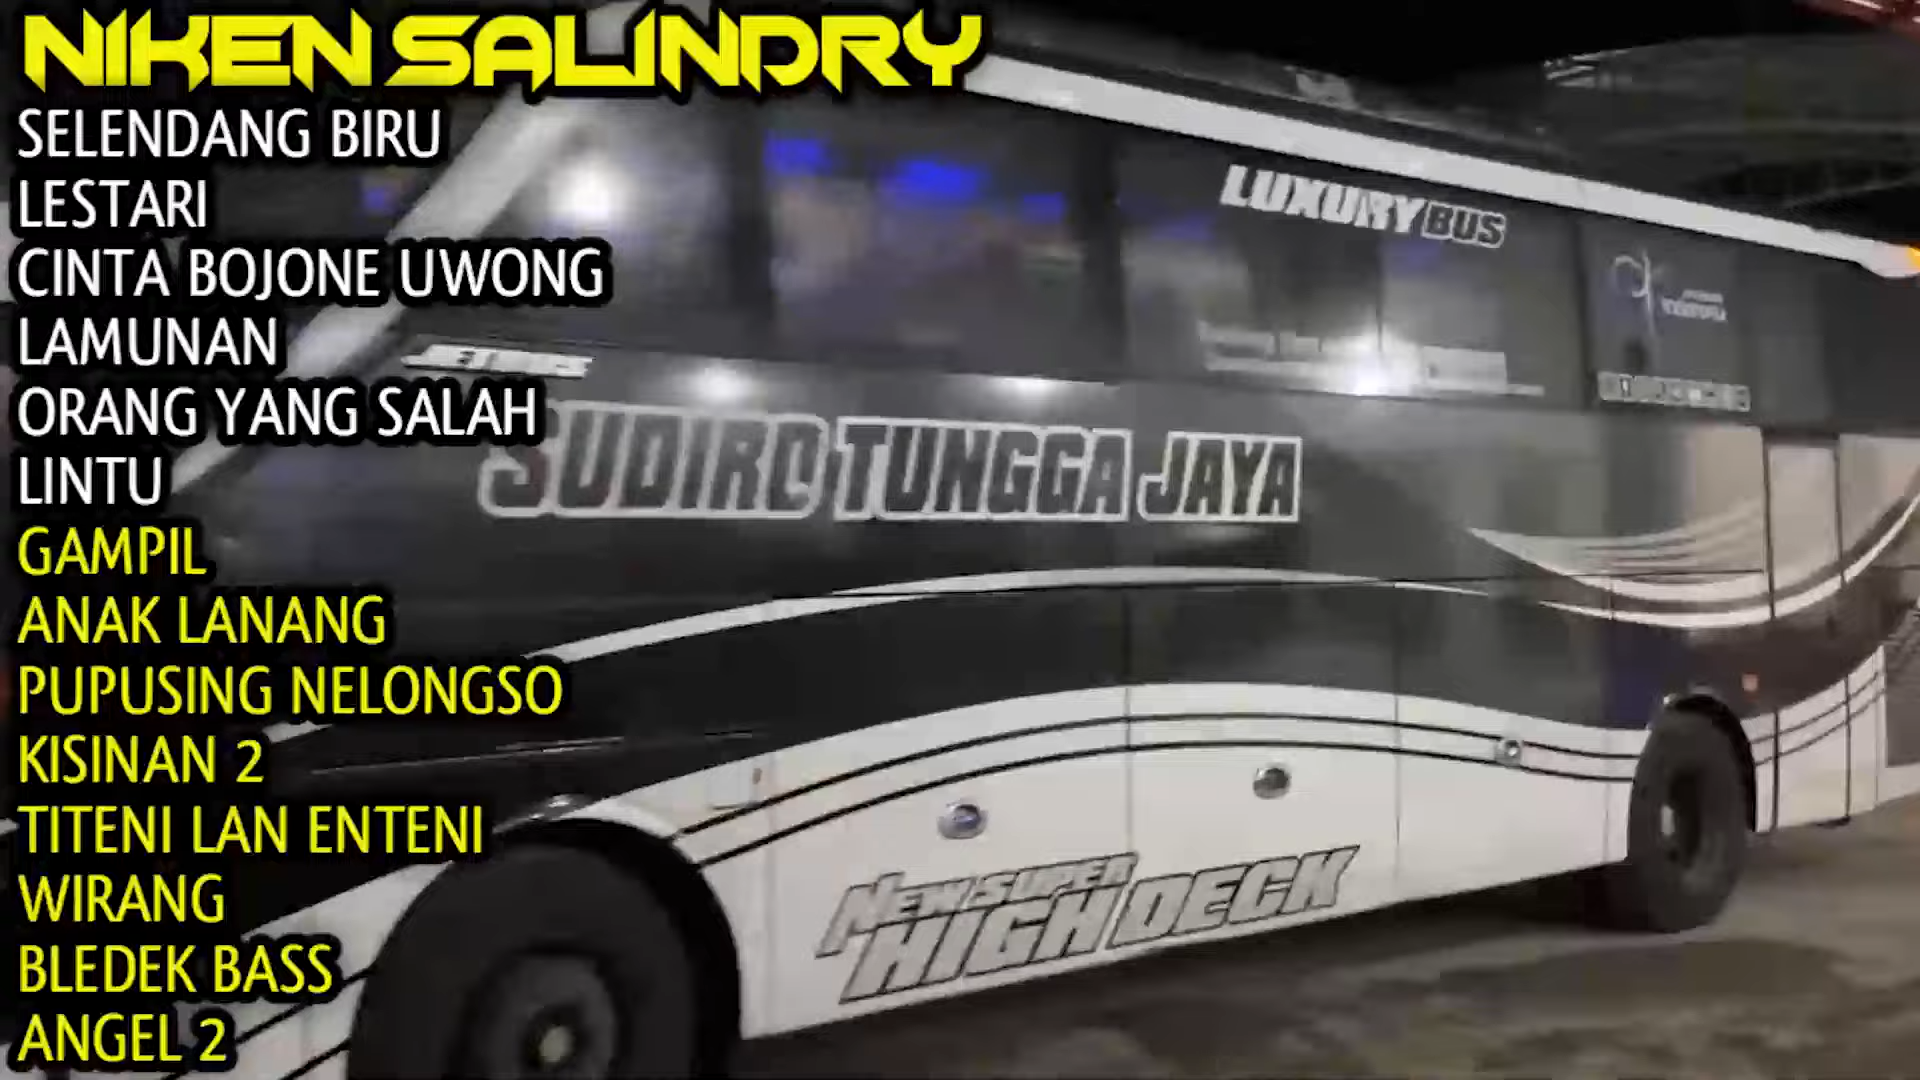 NIKEN SALINDRY
SELENDANG BIRU
LESTARI
CINTA BOJONE UWONG
LAMUNAN
ORANG YANG SALAH
LINTU
GAMPIL
ANAK LANANG
PUPUSING NELONGSO
KISINAN 2
TITENI LAN ENTENI
WIRANG
BLEDEK BASS
ANGEL 2
LUXURY BUS
JETBUS
SUDIRO TUNGGA JAYA
NEW SUPER
HIGH DECK